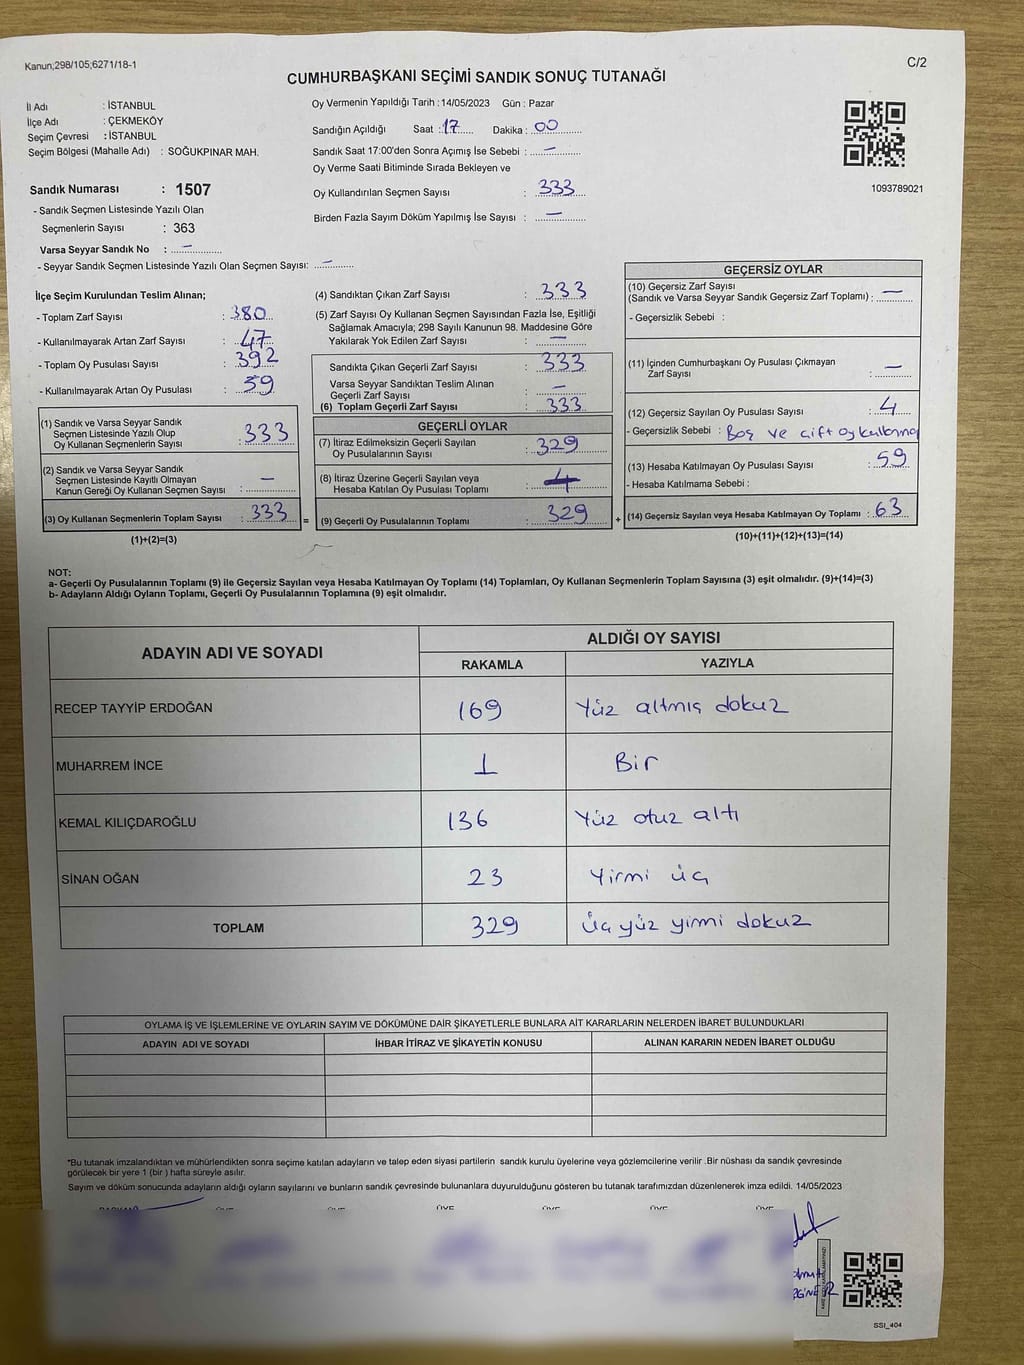 Kanun;298/105;6271/18-1
C/2
CUMHURBAŞKANI SEÇİMİ SANDIK SONUÇ TUTANAĞI
İl Adı : İSTANBUL
İlçe Adı : ÇEKMEKÖY
Seçim Çevresi : İSTANBUL
Seçim Bölgesi (Mahalle Adı) : SOĞUKPINAR MAH.
Sandık Numarası : 1507
- Sandık Seçmen Listesinde Yazılı Olan
Seçmenlerin Sayısı : 363
Varsa Seyyar Sandık No : –
- Seyyar Sandık Seçmen Listesinde Yazılı Olan Seçmen Sayısı: –
Oy Vermenin Yapıldığı Tarih : 14/05/2023 Gün : Pazar
Sandığın Açıldığı Saat : 17 Dakika : 00
Sandık Saat 17:00'den Sonra Açımış İse Sebebi : –
Oy Verme Saati Bitiminde Sırada Bekleyen ve
Oy Kullandırılan Seçmen Sayısı : 333
Birden Fazla Sayım Döküm Yapılmış İse Sayısı : –
1093789021
İlçe Seçim Kurulundan Teslim Alınan;
- Toplam Zarf Sayısı : 380
- Kullanılmayarak Artan Zarf Sayısı : 47
- Toplam Oy Pusulası Sayısı : 392
- Kullanılmayarak Artan Oy Pusulası : 59
(1) Sandık ve Varsa Seyyar Sandık
Seçmen Listesinde Yazılı Olup
Oy Kullanan Seçmenlerin Sayısı : 333
(2) Sandık ve Varsa Seyyar Sandık
Seçmen Listesinde Kayıtlı Olmayan
Kanun Gereği Oy Kullanan Seçmen Sayısı : –
(3) Oy Kullanan Seçmenlerin Toplam Sayısı : 333
(1)+(2)=(3)
=
(4) Sandıktan Çıkan Zarf Sayısı : 333
(5) Zarf Sayısı Oy Kullanan Seçmen Sayısından Fazla İse, Eşitliği
Sağlamak Amacıyla; 298 Sayılı Kanunun 98. Maddesine Göre
Yakılarak Yok Edilen Zarf Sayısı : –
Sandıkta Çıkan Geçerli Zarf Sayısı : 333
Varsa Seyyar Sandıktan Teslim Alınan
Geçerli Zarf Sayısı : –
(6) Toplam Geçerli Zarf Sayısı : 333
GEÇERLİ OYLAR
(7) İtiraz Edilmeksizin Geçerli Sayılan
Oy Pusulalarının Sayısı : 329
(8) İtiraz Üzerine Geçerli Sayılan veya
Hesaba Katılan Oy Pusulası Toplamı : 4
(9) Geçerli Oy Pusulalarının Toplamı : 329
+
GEÇERSİZ OYLAR
(10) Geçersiz Zarf Sayısı
(Sandık ve Varsa Seyyar Sandık Geçersiz Zarf Toplamı) : –
- Geçersizlik Sebebi :
(11) İçinden Cumhurbaşkanı Oy Pusulası Çıkmayan
Zarf Sayısı : –
(12) Geçersiz Sayılan Oy Pusulası Sayısı : 4
- Geçersizlik Sebebi : Boş ve çift oy kullanma
(13) Hesaba Katılmayan Oy Pusulası Sayısı : 59
- Hesaba Katılmama Sebebi :
(14) Geçersiz Sayılan veya Hesaba Katılmayan Oy Toplamı : 63
(10)+(11)+(12)+(13)=(14)
NOT:
a- Geçerli Oy Pusulalarının Toplamı (9) ile Geçersiz Sayılan veya Hesaba Katılmayan Oy Toplamı (14) Toplamları, Oy Kullanan Seçmenlerin Toplam Sayısına (3) eşit olmalıdır. (9)+(14)=(3)
b- Adayların Aldığı Oyların Toplamı, Geçerli Oy Pusulalarının Toplamına (9) eşit olmalıdır.
ADAYIN ADI VE SOYADI ALDIĞI OY SAYISI
RAKAMLA YAZIYLA
RECEP TAYYİP ERDOĞAN 169 Yüz altmış dokuz
MUHARREM İNCE 1 Bir
KEMAL KILIÇDAROĞLU 136 Yüz otuz altı
SİNAN OĞAN 23 Yirmi üç
TOPLAM 329 Üç yüz yirmi dokuz
OYLAMA İŞ VE İŞLEMLERİNE VE OYLARIN SAYIM VE DÖKÜMÜNE DAİR ŞİKAYETLERLE BUNLARA AİT KARARLARIN NELERDEN İBARET BULUNDUKLARI
ADAYIN ADI VE SOYADI İHBAR İTİRAZ VE ŞİKAYETİN KONUSU ALINAN KARARIN NEDEN İBARET OLDUĞU
*Bu tutanak imzalandıktan ve mühürlendikten sonra seçime katılan adayların ve talep eden siyasi partilerin sandık kurulu üyelerine veya gözlemcilerine verilir .Bir nüshası da sandık çevresinde
görülecek bir yere 1 (bir ) hafta süreyle asılır.
Sayım ve döküm sonucunda adayların aldığı oyların sayılarını ve bunların sandık çevresinde bulunanlara duyurulduğunu gösteren bu tutanak tarafımızdan düzenlenerek imza edildi. 14/05/2023
BAŞKAN ÜYE ÜYE ÜYE ÜYE ÜYE ÜYE
SSI_404